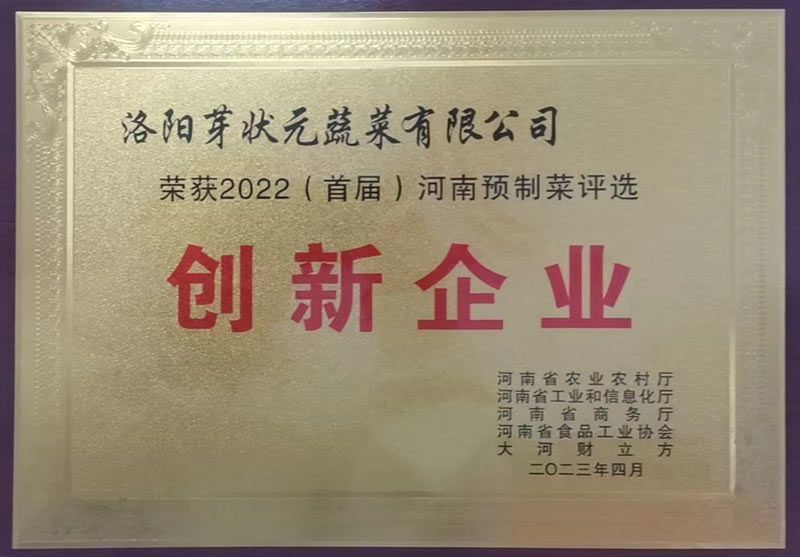 洛阳芽状元蔬菜有限公司
荣获2022（首届）河南预制菜评选
创新企业
河南省农业农村厅
河南省工业和信息化厅
河南省商务厅
河南省食品工业协会
大河财立方
二〇二三年四月